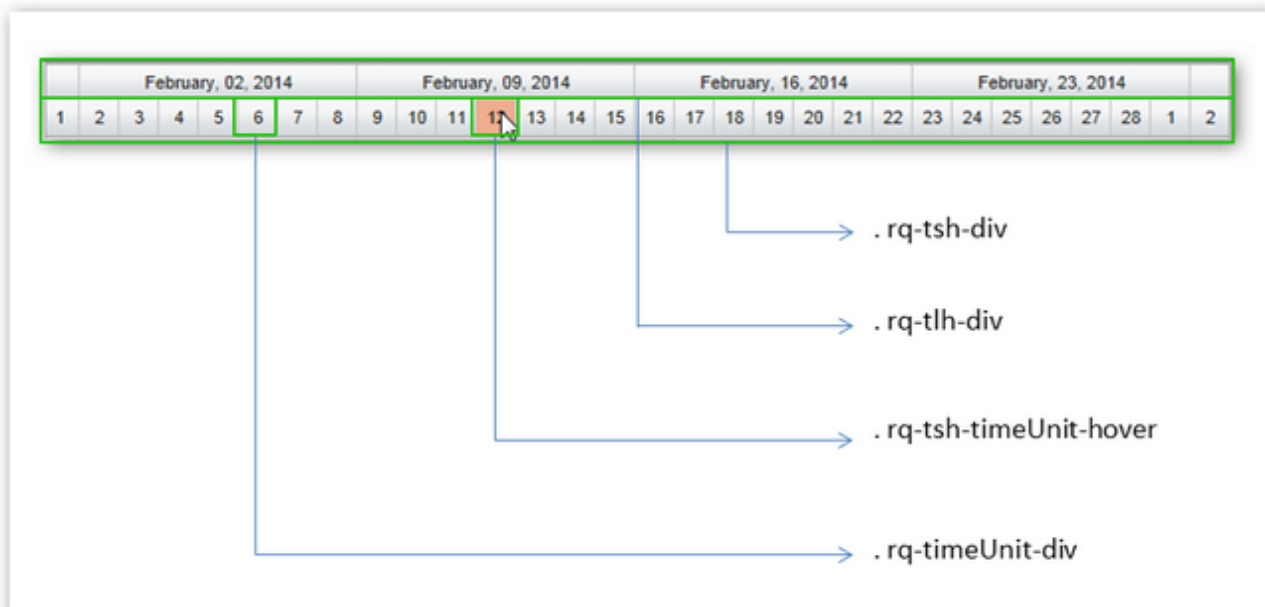 February, 02, 2014 February, 09, 2014 February, 16, 2014 February, 23, 2014
1 2 3 4 5 6 7 8 9 10 11 12 13 14 15 16 17 18 19 20 21 22 23 24 25 26 27 28 1 2
. rq-tsh-div
. rq-tlh-div
. rq-tsh-timeUnit-hover
. rq-timeUnit-div